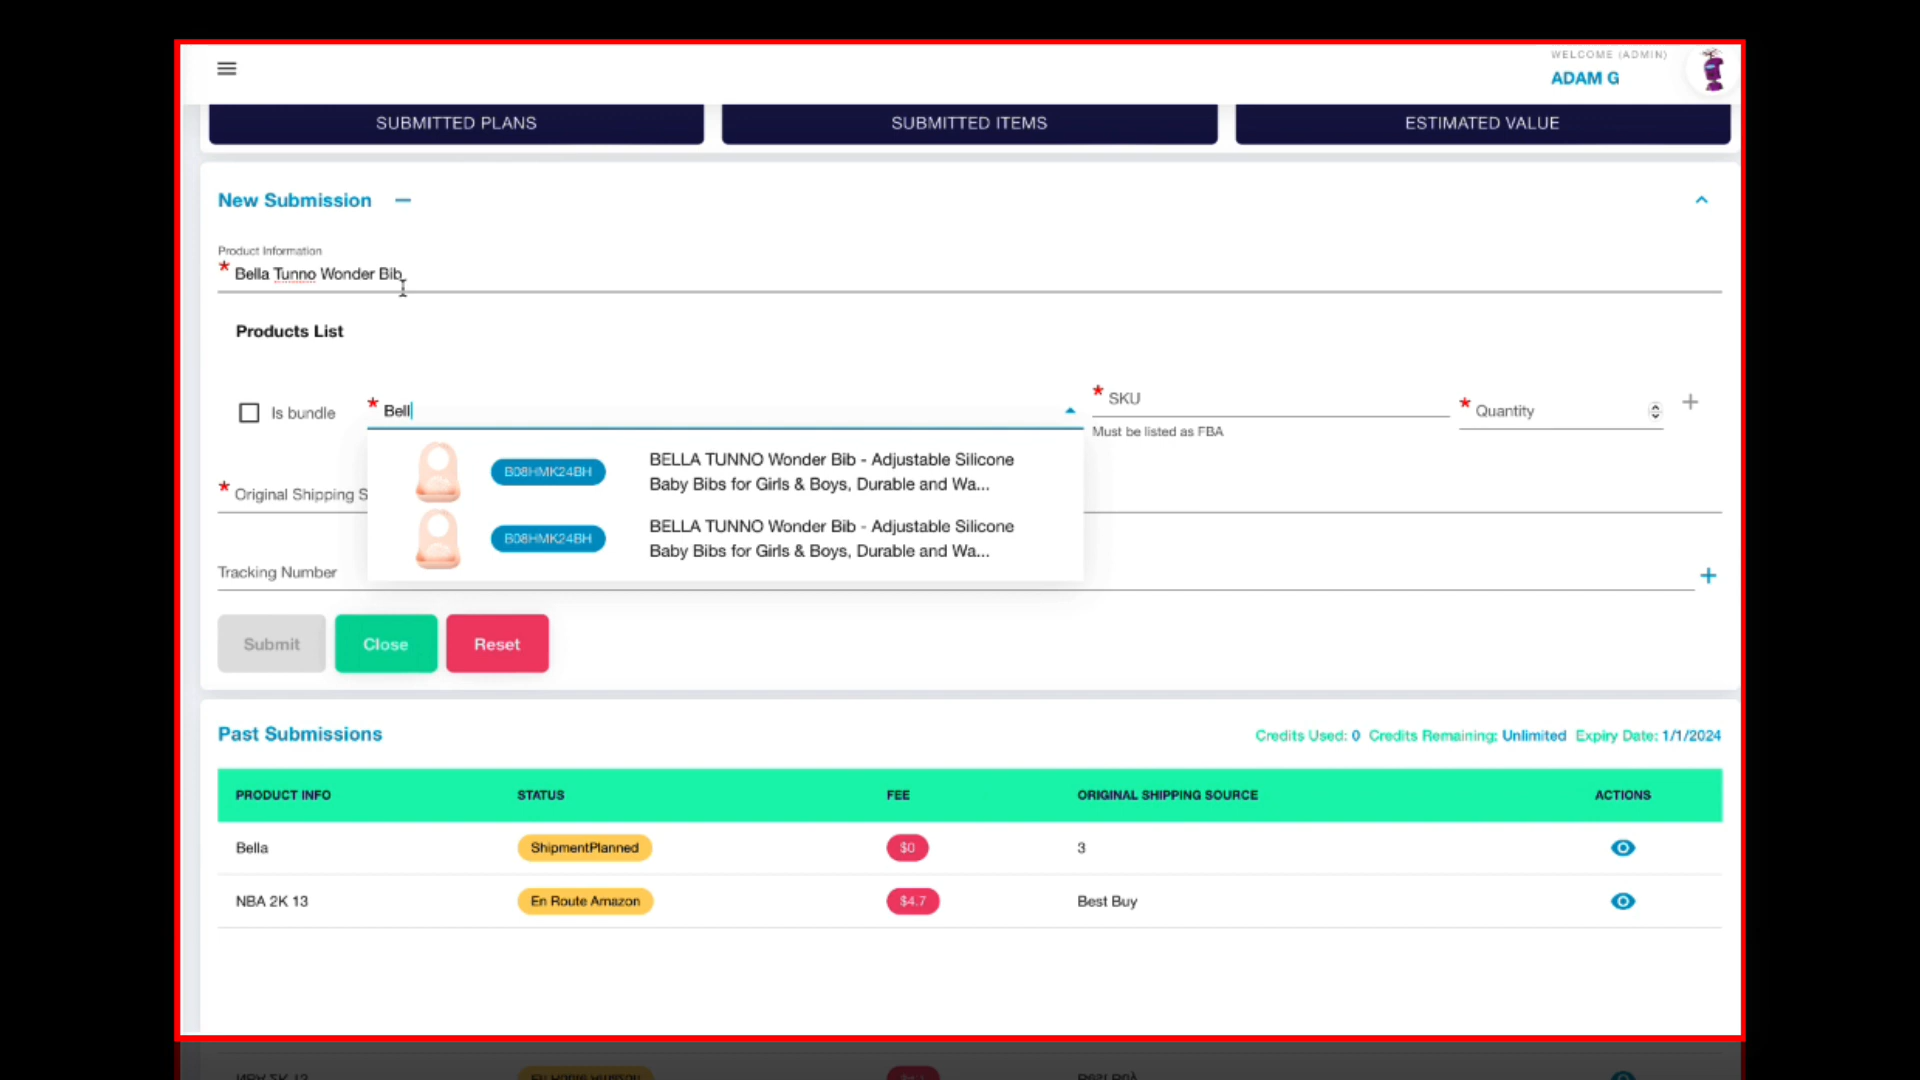 WELCOME (ADMIN)
ADAM G
SUBMITTED PLANS
SUBMITTED ITEMS
ESTIMATED VALUE
New Submission
Product Information
* Bella Tunno Wonder Bib
Products List
Is bundle
* Bell
* SKU
Must be listed as FBA
* Quantity
B08HMK24BH
BELLA TUNNO Wonder Bib - Adjustable Silicone
Baby Bibs for Girls & Boys, Durable and Wa...
* Original Shipping S
B08HMK24BH
BELLA TUNNO Wonder Bib - Adjustable Silicone
Baby Bibs for Girls & Boys, Durable and Wa...
Tracking Number
Submit
Close
Reset
Past Submissions
Credits Used: 0 Credits Remaining: Unlimited Expiry Date: 1/1/2024
PRODUCT INFO
STATUS
FEE
ORIGINAL SHIPPING SOURCE
ACTIONS
Bella
ShipmentPlanned
$0
3
NBA 2K 13
En Route Amazon
$4.7
Best Buy